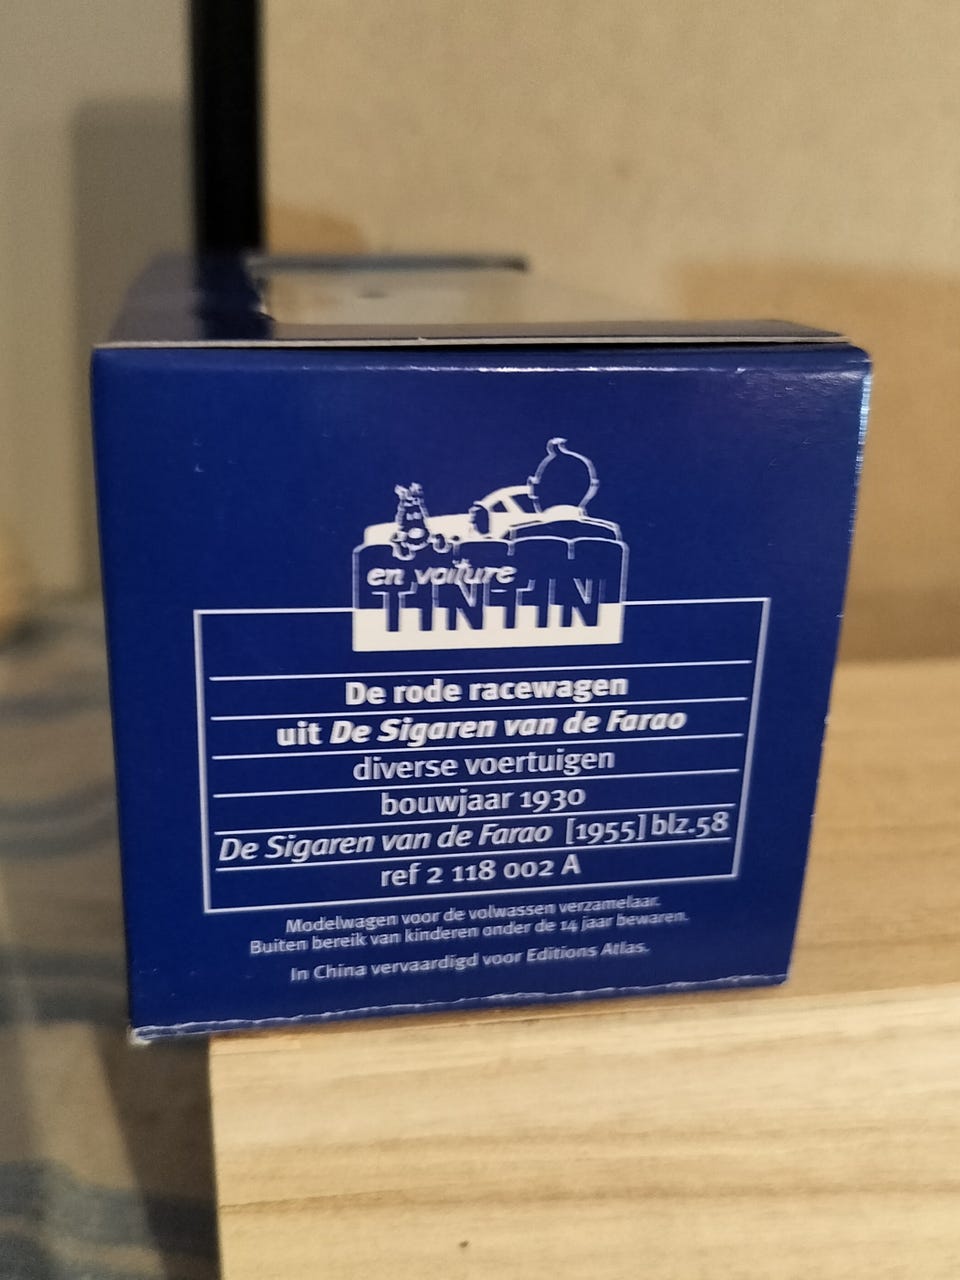 en voiture
TINTIN
De rode racewagen
uit De Sigaren van de Farao
diverse voertuigen
bouwjaar 1930
De Sigaren van de Farao [1955] blz.58
ref 2 118 002 A
Modelwagen voor de volwassen verzamelaar.
Buiten bereik van kinderen onder de 14 jaar bewaren.
In China vervaardigd voor Editions Atlas.